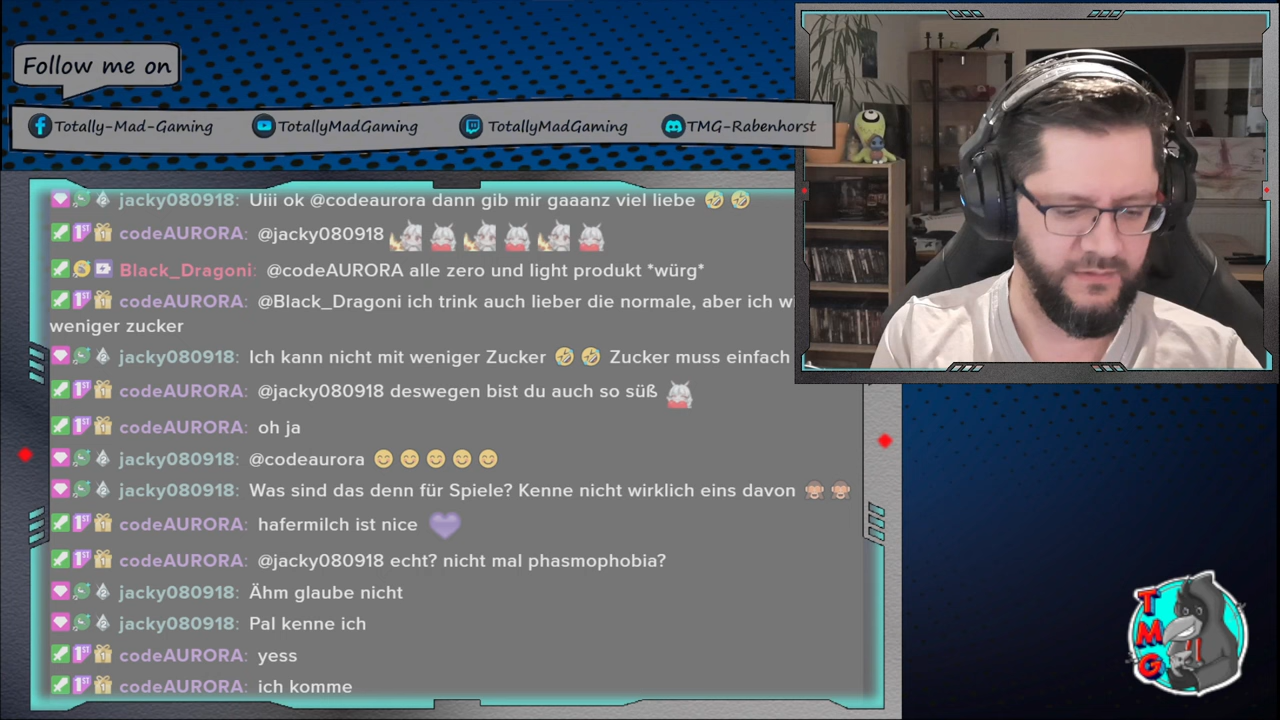 Follow me on
Totally-Mad-Gaming TotallyMadGaming TotallyMadGaming TMG-Rabenhorst
jacky080918: Uiii ok @codeaurora dann gib mir gaaanz viel liebe 🤣 🤣
codeAURORA: @jacky080918
Black_Dragoni: @codeAURORA alle zero und light produkt *würg*
codeAURORA: @Black_Dragoni ich trink auch lieber die normale, aber ich w
weniger zucker
jacky080918: Ich kann nicht mit weniger Zucker 🤣 🤣 Zucker muss einfach
codeAURORA: @jacky080918 deswegen bist du auch so süß
codeAURORA: oh ja
jacky080918: @codeaurora 😊 😊 😊 😊 😊
jacky080918: Was sind das denn für Spiele? Kenne nicht wirklich eins davon 🙈 🙈
codeAURORA: hafermilch ist nice
codeAURORA: @jacky080918 echt? nicht mal phasmophobia?
jacky080918: Ähm glaube nicht
jacky080918: Pal kenne ich
codeAURORA: yess
codeAURORA: ich komme
TMG